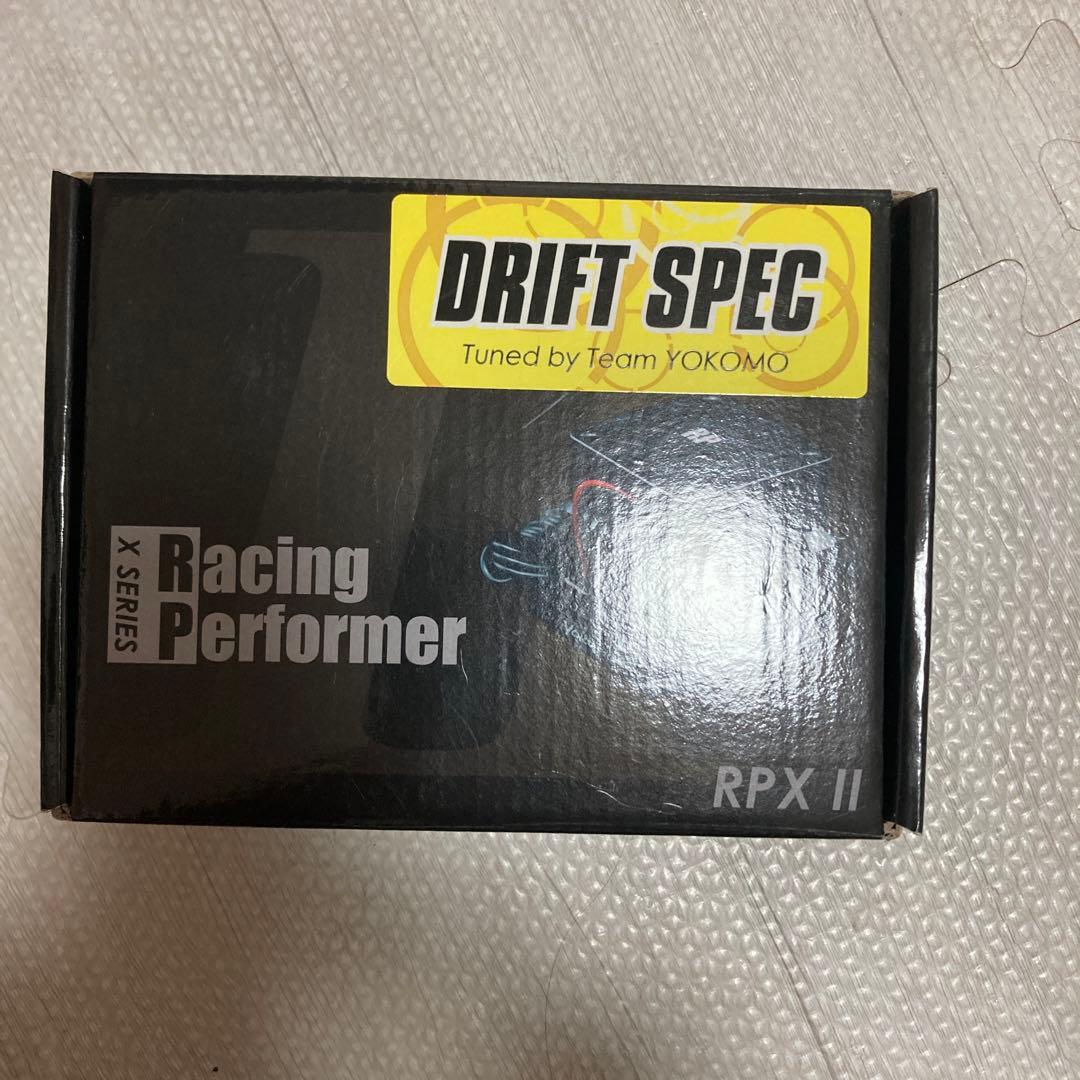 DRIFT SPEC
Tuned by Team YOKOMO
X SERIES
Racing
Performer
RPX II